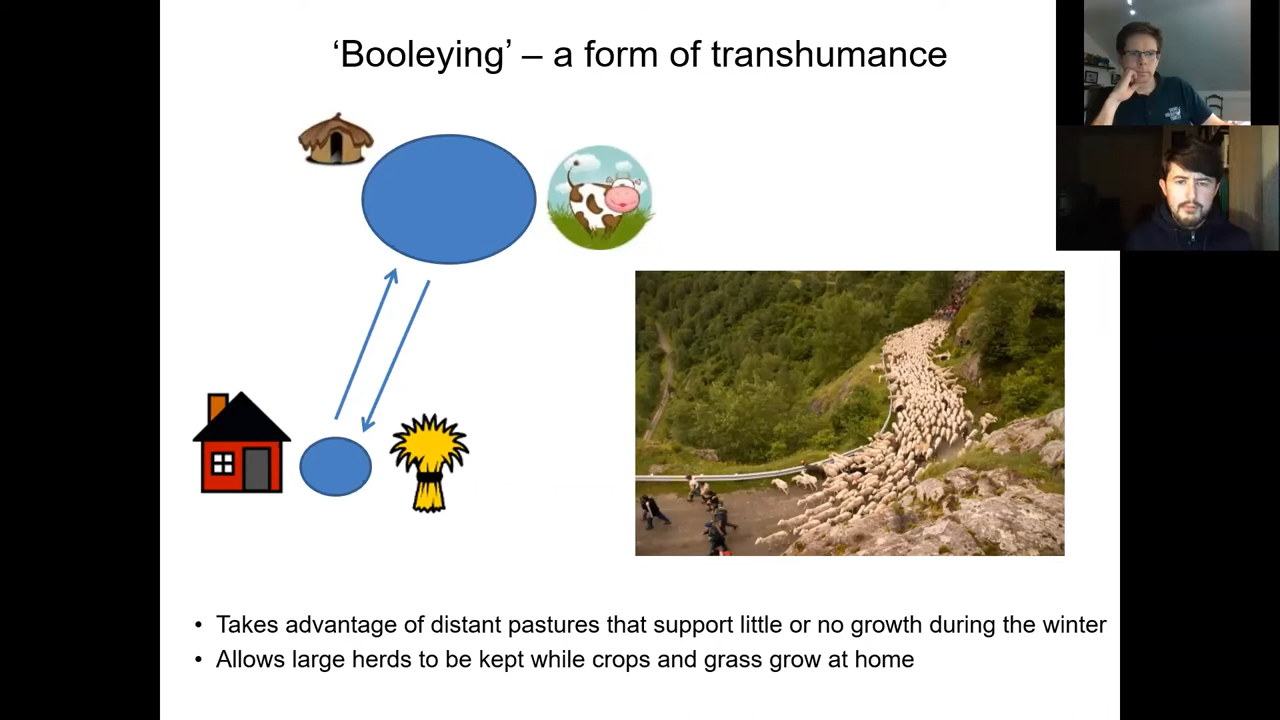 ‘Booleying’ – a form of transhumance
• Takes advantage of distant pastures that support little or no growth during the winter
• Allows large herds to be kept while crops and grass grow at home